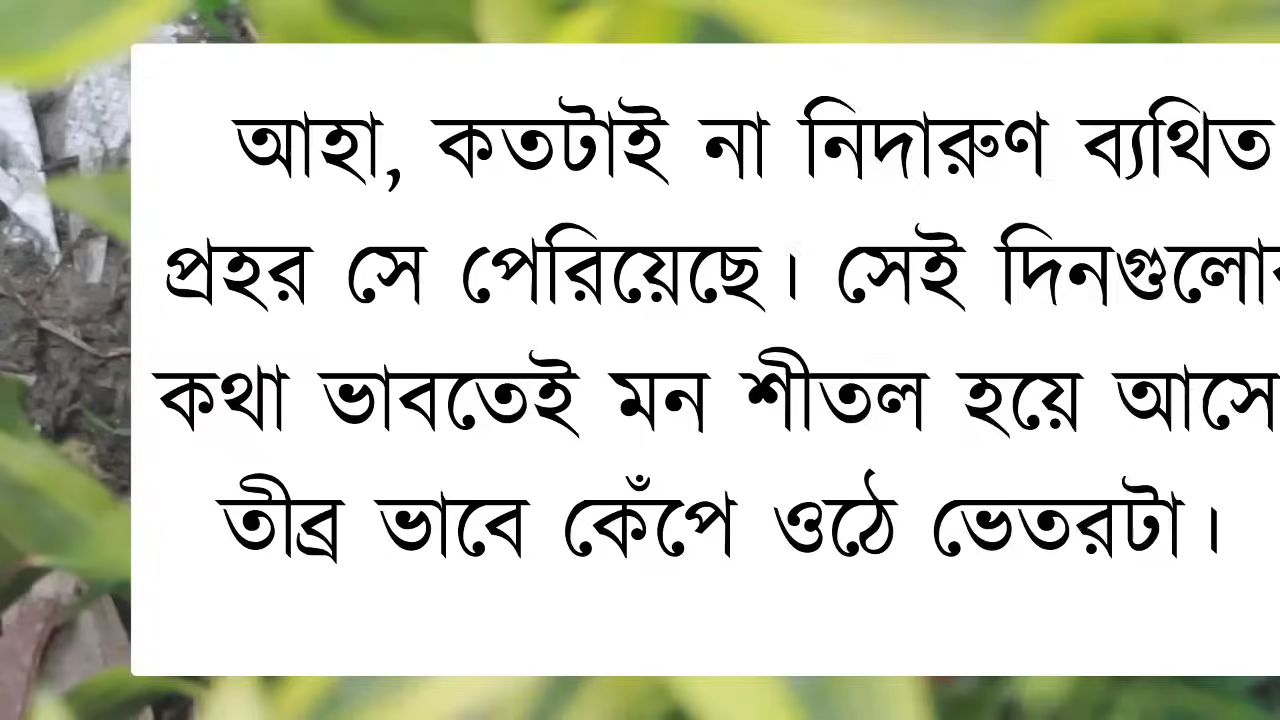 আহা, কতটাই না নিদারুণ ব্যথিত
প্রহর সে পেরিয়েছে। সেই দিনগুলোর
কথা ভাবতেই মন শীতল হয়ে আসে
তীব্র ভাবে কেঁপে ওঠে ভেতরটা।